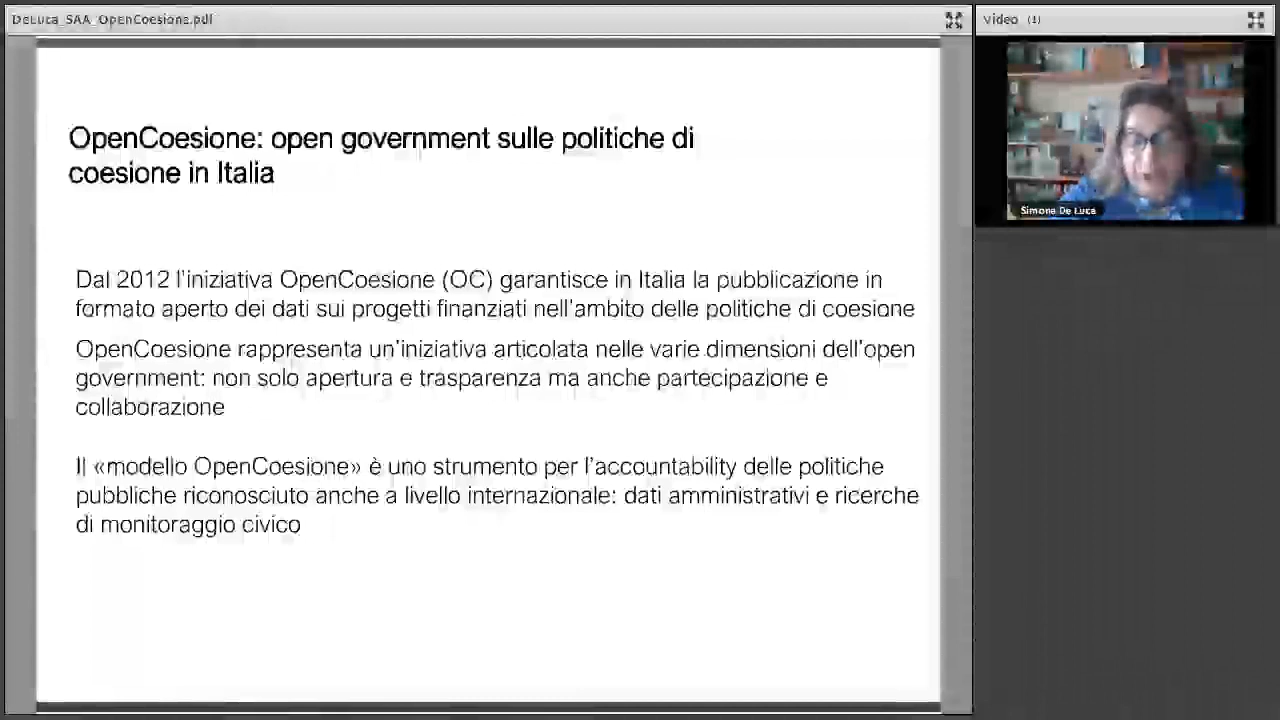 DeLuca_SAA_OpenCoesione.pdf
Video (1)
Simona De Luca
OpenCoesione: open government sulle politiche di
coesione in Italia
Dal 2012 l'iniziativa OpenCoesione (OC) garantisce in Italia la pubblicazione in
formato aperto dei dati sui progetti finanziati nell'ambito delle politiche di coesione
OpenCoesione rappresenta un'iniziativa articolata nelle varie dimensioni dell'open
government: non solo apertura e trasparenza ma anche partecipazione e
collaborazione
Il «modello OpenCoesione» è uno strumento per l'accountability delle politiche
pubbliche riconosciuto anche a livello internazionale: dati amministrativi e ricerche
di monitoraggio civico